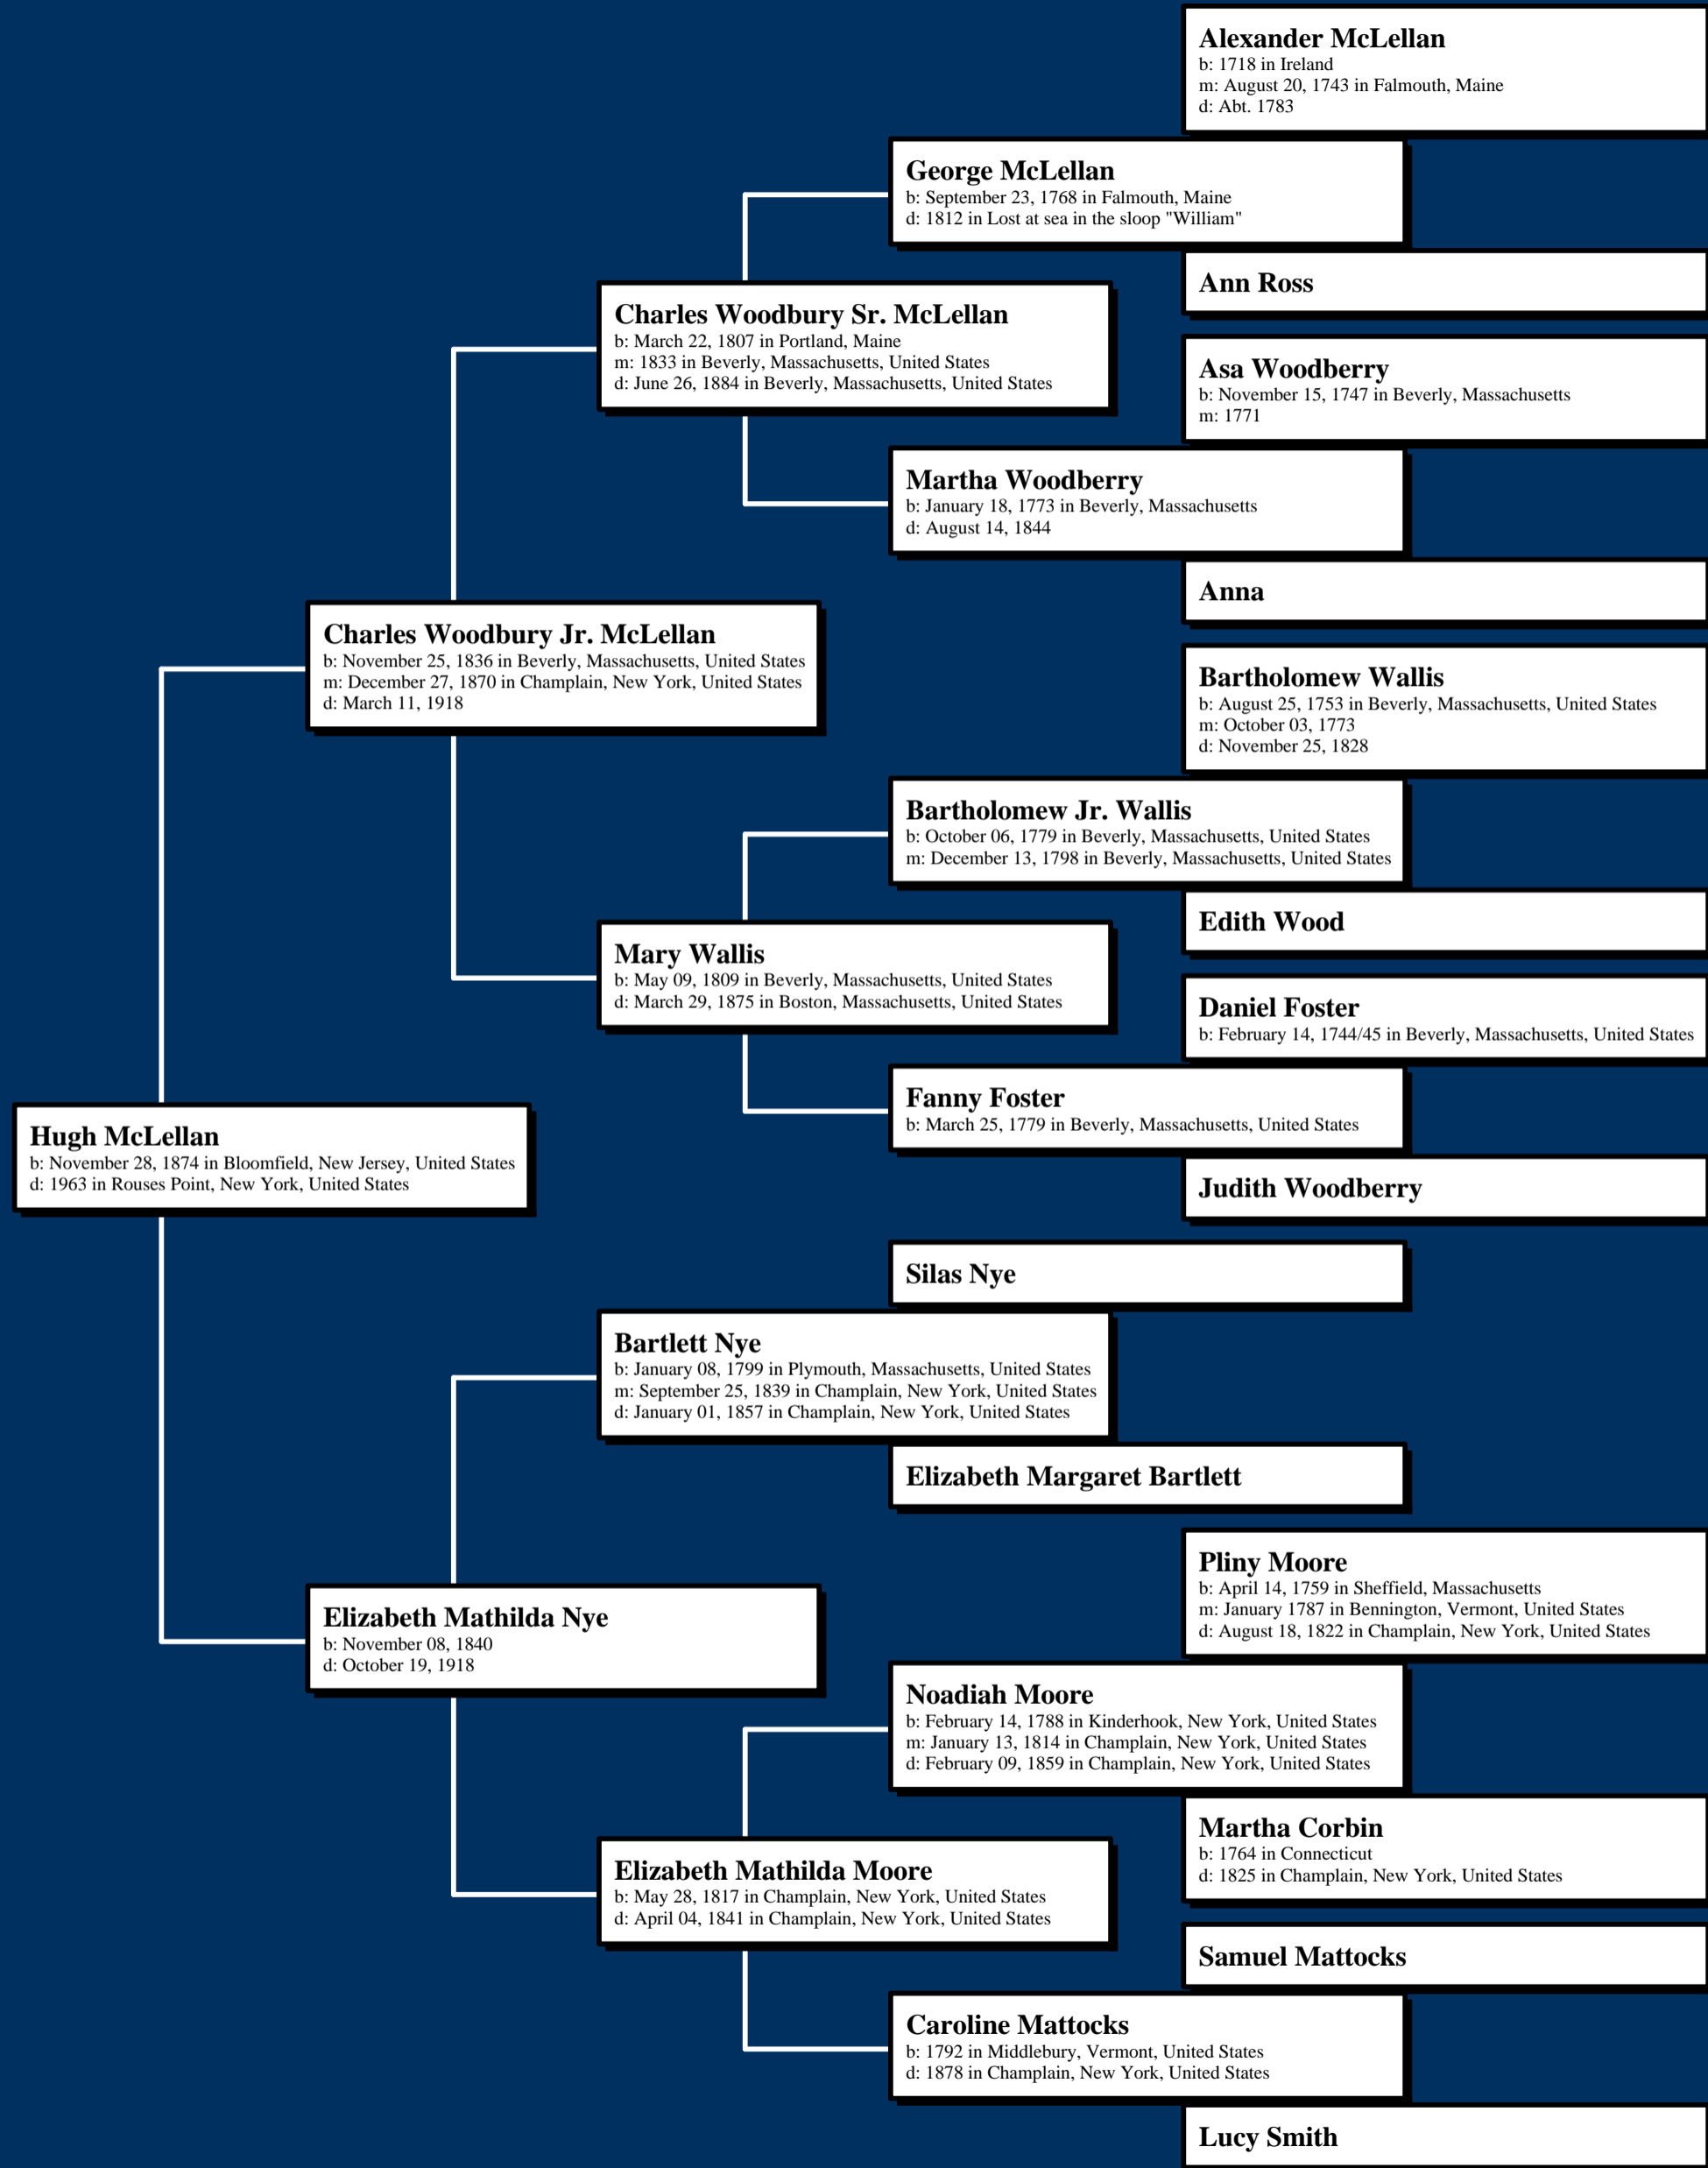 Alexander McLellan
b: 1718 in Ireland
m: August 20, 1743 in Falmouth, Maine
d: Abt. 1783
George McLellan
b: September 23, 1768 in Falmouth, Maine
d: 1812 in Lost at sea in the sloop "William"
Ann Ross
Charles Woodbury Sr. McLellan
b: March 22, 1807 in Portland, Maine
m: 1833 in Beverly, Massachusetts, United States
d: June 26, 1884 in Beverly, Massachusetts, United States
Asa Woodberry
b: November 15, 1747 in Beverly, Massachusetts
m: 1771
Martha Woodberry
b: January 18, 1773 in Beverly, Massachusetts
d: August 14, 1844
Anna
Charles Woodbury Jr. McLellan
b: November 25, 1836 in Beverly, Massachusetts, United States
m: December 27, 1870 in Champlain, New York, United States
d: March 11, 1918
Bartholomew Wallis
b: August 25, 1753 in Beverly, Massachusetts, United States
m: October 03, 1773
d: November 25, 1828
Bartholomew Jr. Wallis
b: October 06, 1779 in Beverly, Massachusetts, United States
m: December 13, 1798 in Beverly, Massachusetts, United States
Edith Wood
Mary Wallis
b: May 09, 1809 in Beverly, Massachusetts, United States
d: March 29, 1875 in Boston, Massachusetts, United States
Daniel Foster
b: February 14, 1744/45 in Beverly, Massachusetts, United States
Fanny Foster
b: March 25, 1779 in Beverly, Massachusetts, United States
Hugh McLellan
b: November 28, 1874 in Bloomfield, New Jersey, United States
d: 1963 in Rouses Point, New York, United States
Judith Woodberry
Silas Nye
Bartlett Nye
b: January 08, 1799 in Plymouth, Massachusetts, United States
m: September 25, 1839 in Champlain, New York, United States
d: January 01, 1857 in Champlain, New York, United States
Elizabeth Margaret Bartlett
Pliny Moore
b: April 14, 1759 in Sheffield, Massachusetts
m: January 1787 in Bennington, Vermont, United States
d: August 18, 1822 in Champlain, New York, United States
Elizabeth Mathilda Nye
b: November 08, 1840
d: October 19, 1918
Noadiah Moore
b: February 14, 1788 in Kinderhook, New York, United States
m: January 13, 1814 in Champlain, New York, United States
d: February 09, 1859 in Champlain, New York, United States
Martha Corbin
b: 1764 in Connecticut
d: 1825 in Champlain, New York, United States
Elizabeth Mathilda Moore
b: May 28, 1817 in Champlain, New York, United States
d: April 04, 1841 in Champlain, New York, United States
Samuel Mattocks
Caroline Mattocks
b: 1792 in Middlebury, Vermont, United States
d: 1878 in Champlain, New York, United States
Lucy Smith